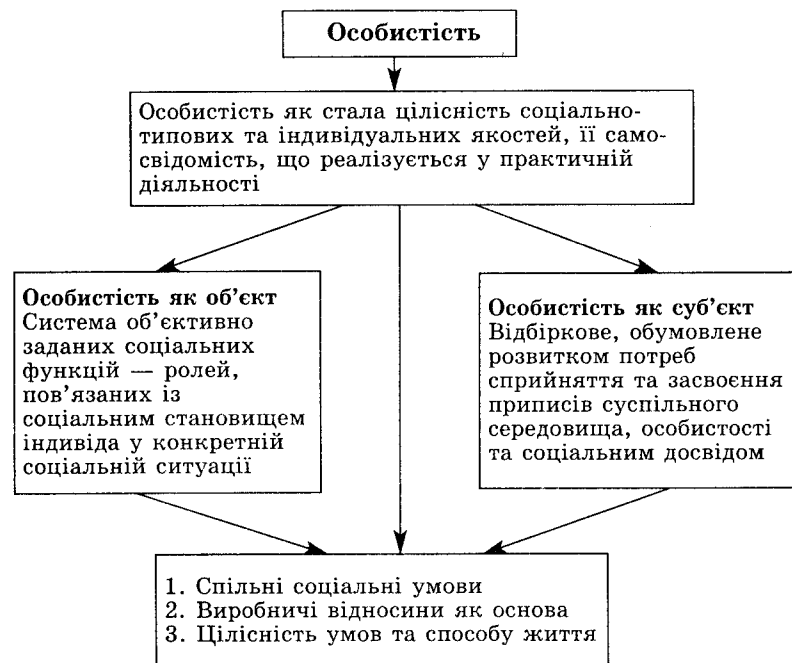 Особистість
Особистість як стала цілісність соціально-
типових та індивідуальних якостей, її само-
свідомість, що реалізується у практичній
діяльності
Особистість як об’єкт
Система об’єктивно
заданих соціальних
функцій — ролей,
пов’язаних із
соціальним становищем
індивіда у конкретній
соціальній ситуації
Особистість як суб’єкт
Відбіркове, обумовлене
розвитком потреб
сприйняття та засвоєння
приписів суспільного
середовища, особистості
та соціальним досвідом
1. Спільні соціальні умови
2. Виробничі відносини як основа
3. Цілісність умов та способу життя